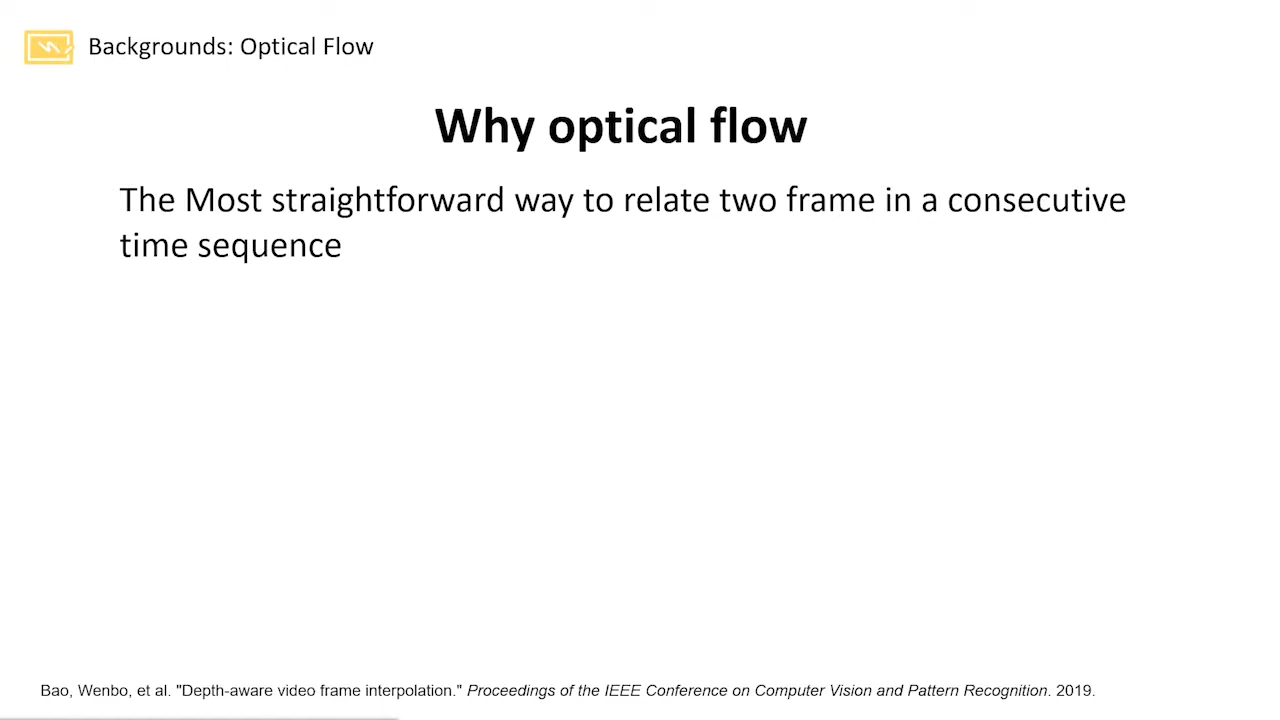 Backgrounds: Optical Flow
Why optical flow
The Most straightforward way to relate two frame in a consecutive
time sequence
Bao, Wenbo, et al. "Depth-aware video frame interpolation." Proceedings of the IEEE Conference on Computer Vision and Pattern Recognition. 2019.